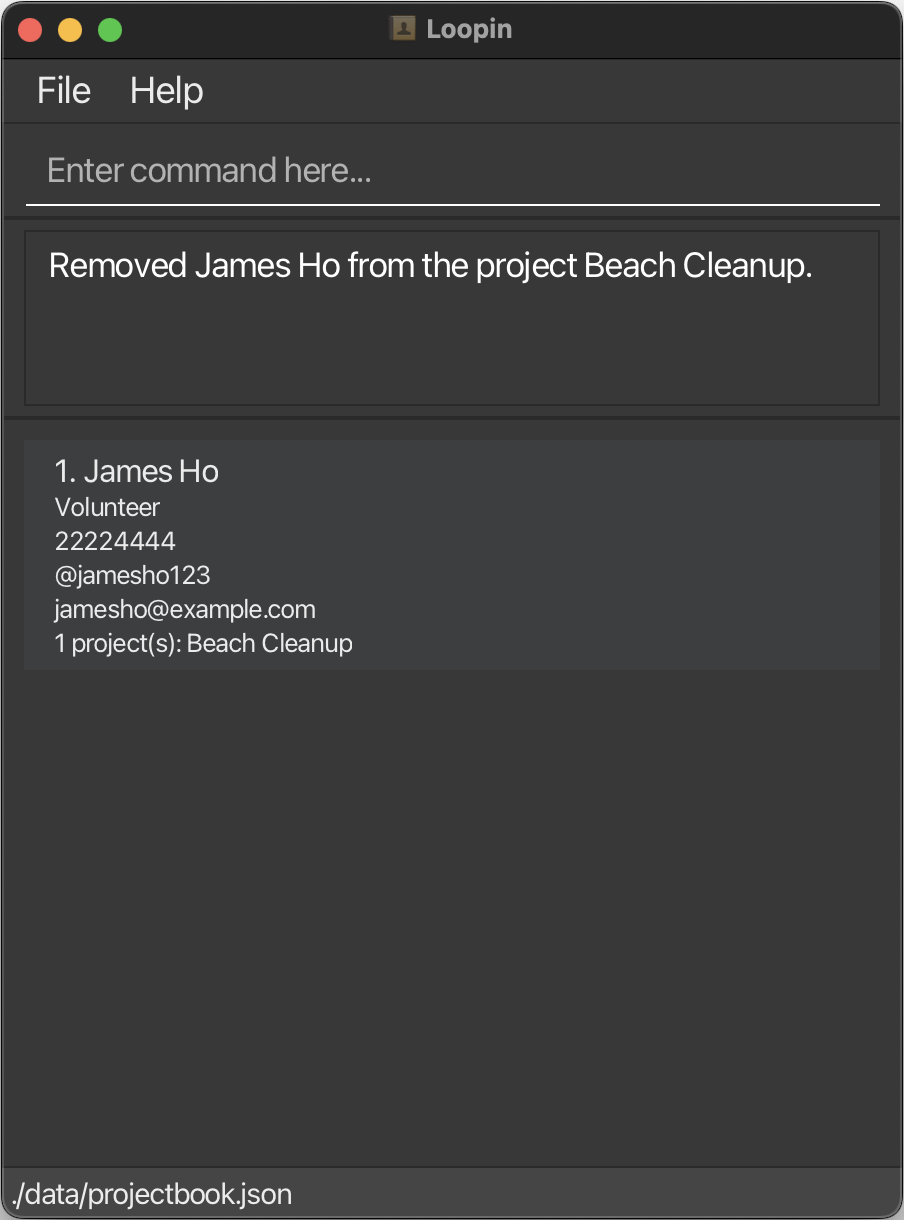 Loopin
File Help
Enter command here...
Removed James Ho from the project Beach Cleanup.
1. James Ho
Volunteer
22224444
@jamesho123
jamesho@example.com
1 project(s): Beach Cleanup
./data/projectbook.json